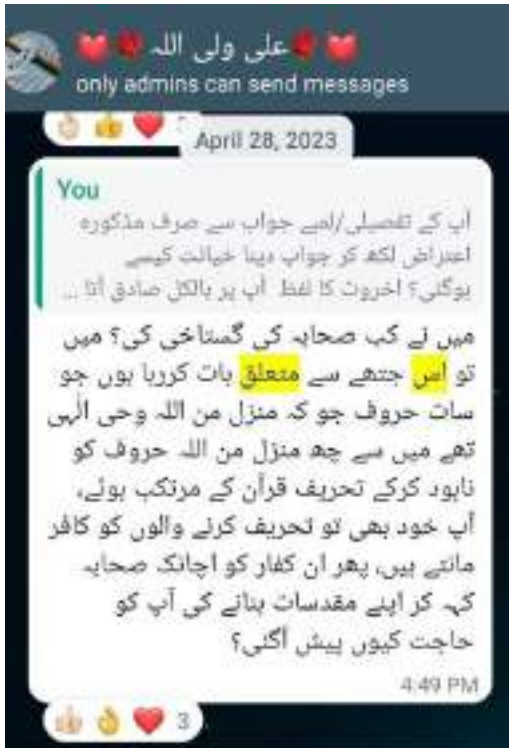 علی ولی اللہ
only admins can send messages
April 28, 2023
You
آپ کے تفصیلی/لمبے جواب سے صرف مذکورہ
اعتراض لکھ کر جواب دینا خیانت کیسے
ہوگئی؟ اخروٹ کا لفظ آپ پر بالکل صادق آتا ...
میں نے کب صحابہ کی گستاخی کی؟ میں
تو اس جتھے سے متعلق بات کررہا ہوں جو
سات حروف جو کہ منزل من اللہ وحی الٰہی
تھے میں سے چھ منزل من اللہ حروف کو
نابود کرکے تحریف قرآن کے مرتکب ہوئے،
آپ خود بھی تو تحریف کرنے والوں کو کافر
مانتے ہیں، پھر ان کفار کو اچانک صحابہ
کہہ کر اپنے مقدسات بنانے کی آپ کو
حاجت کیوں پیش آگئی؟
4:49 PM
3